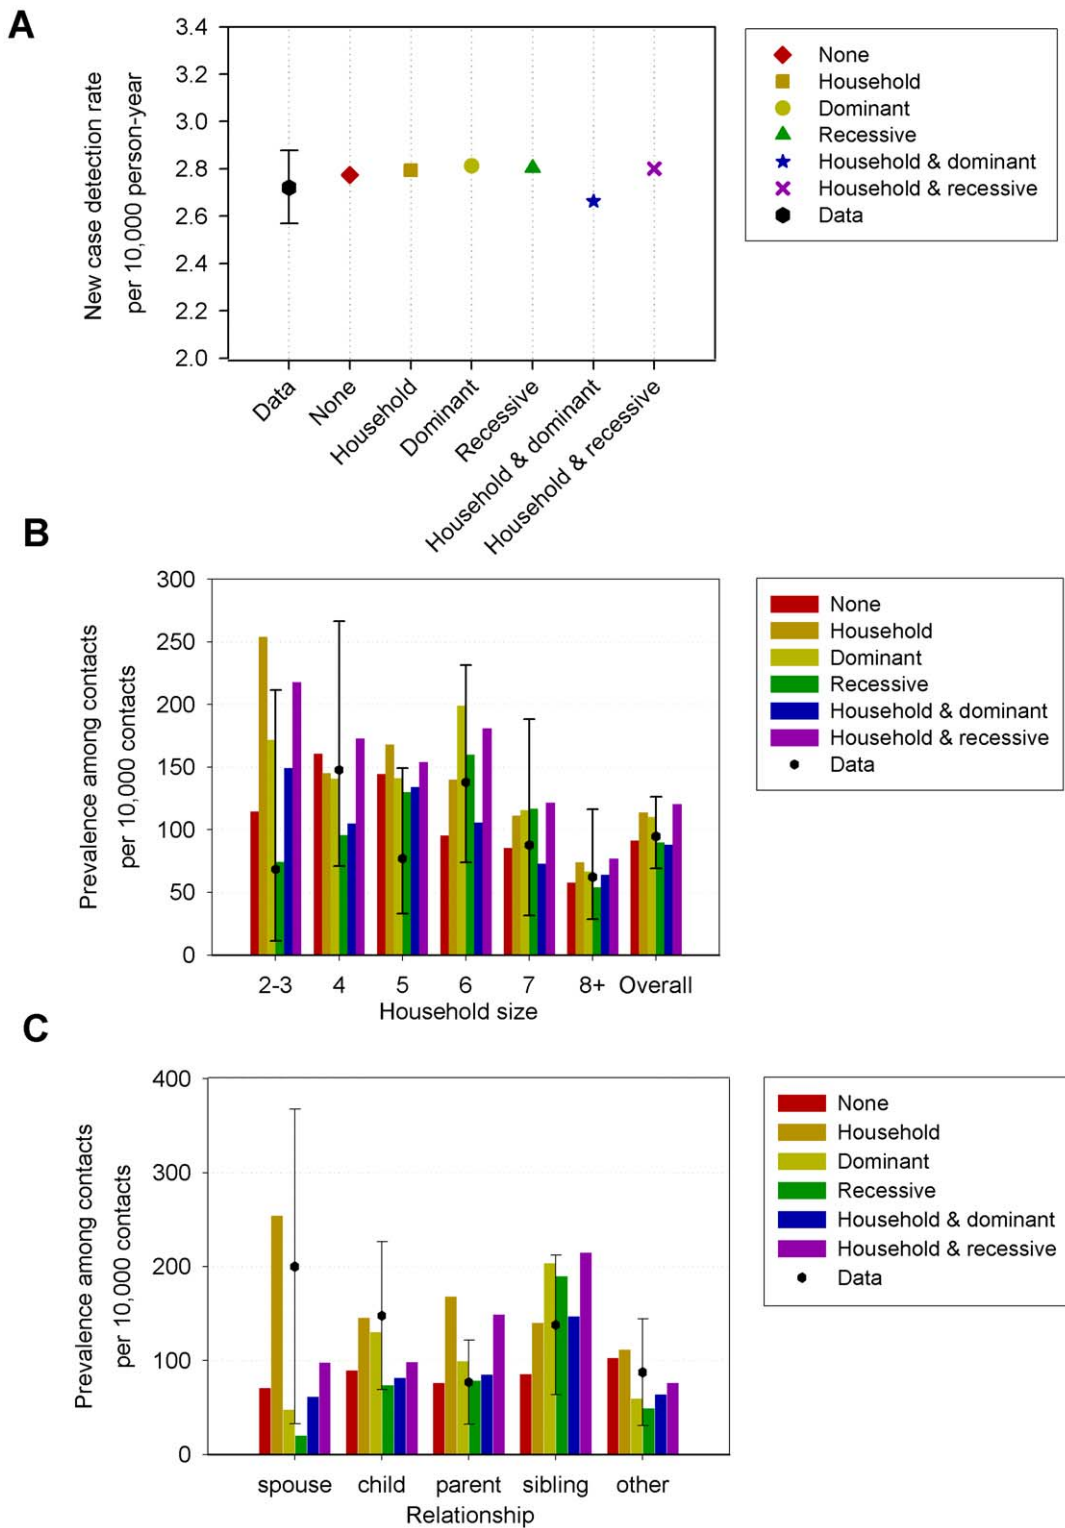 A
New case detection rate
per 10,000 person-year
3.4
3.2
3.0
2.8
2.6
2.4
2.2
2.0
Data
None
Household
Dominant
Recessive
Household & dominant
Household & recessive
None
Household
Dominant
Recessive
Household & dominant
Household & recessive
Data
B
Prevalence among contacts
per 10,000 contacts
300
250
200
150
100
50
0
2-3
4
5
6
7
8+
Overall
Household size
None
Household
Dominant
Recessive
Household & dominant
Household & recessive
Data
C
Prevalence among contacts
per 10,000 contacts
400
300
200
100
0
spouse
child
parent
sibling
other
Relationship
None
Household
Dominant
Recessive
Household & dominant
Household & recessive
Data